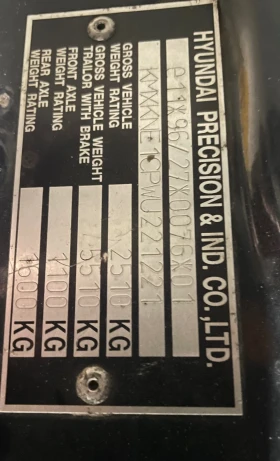 HYUNDAI PRECISION & IND. CO.,LTD.
GROSS VEHICLE
WEIGHT RATING 2510 KG
GROSS VEHICLE WEIGHT
TRAILOR WITH BRAKE 5510 KG
FRONT AXLE
WEIGHT RATING 1100 KG
REAR AXLE
WEIGHT RATING 1600 KG